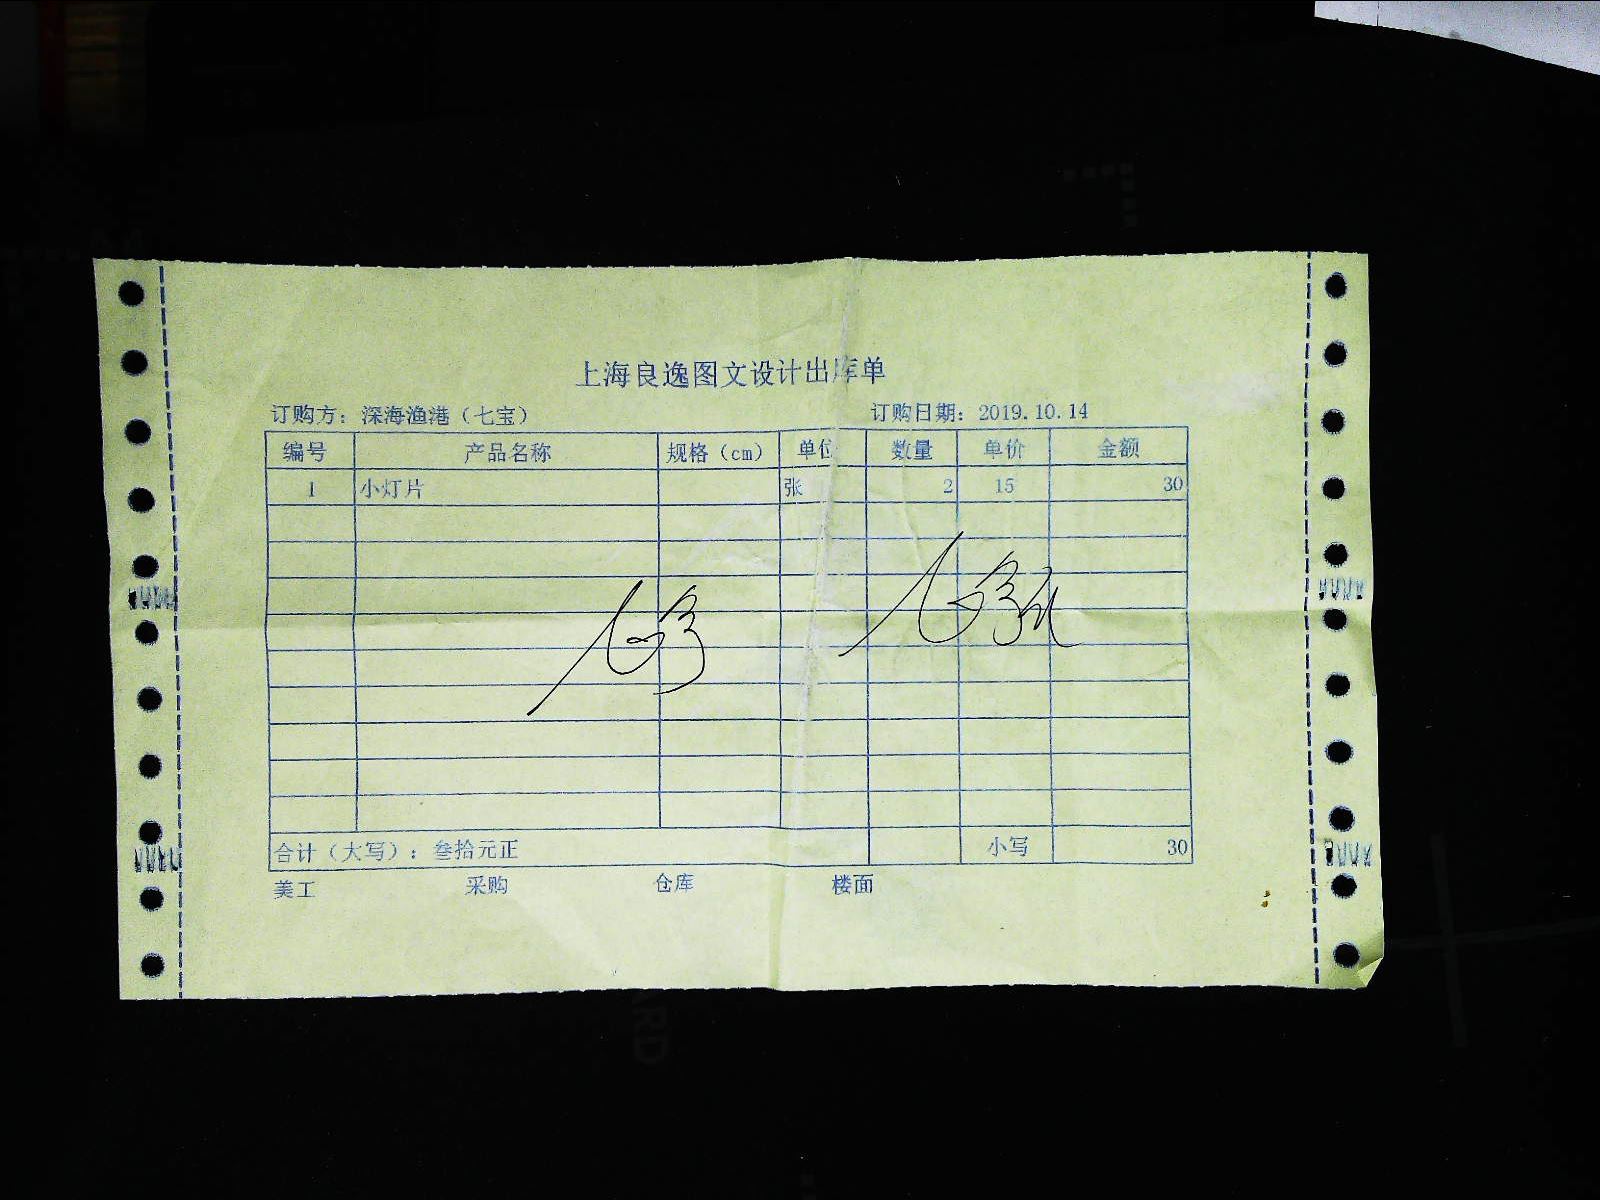 上海良逸图文设计出库单
订购方：深海渔港（七宝） 订购日期：2019.10.14
编号 产品名称 规格（cm） 单位 数量 单价 金额
1 小灯片 张 2 15 30
合计（大写）：叁拾元正 小写 30
美工 采购 仓库 楼面